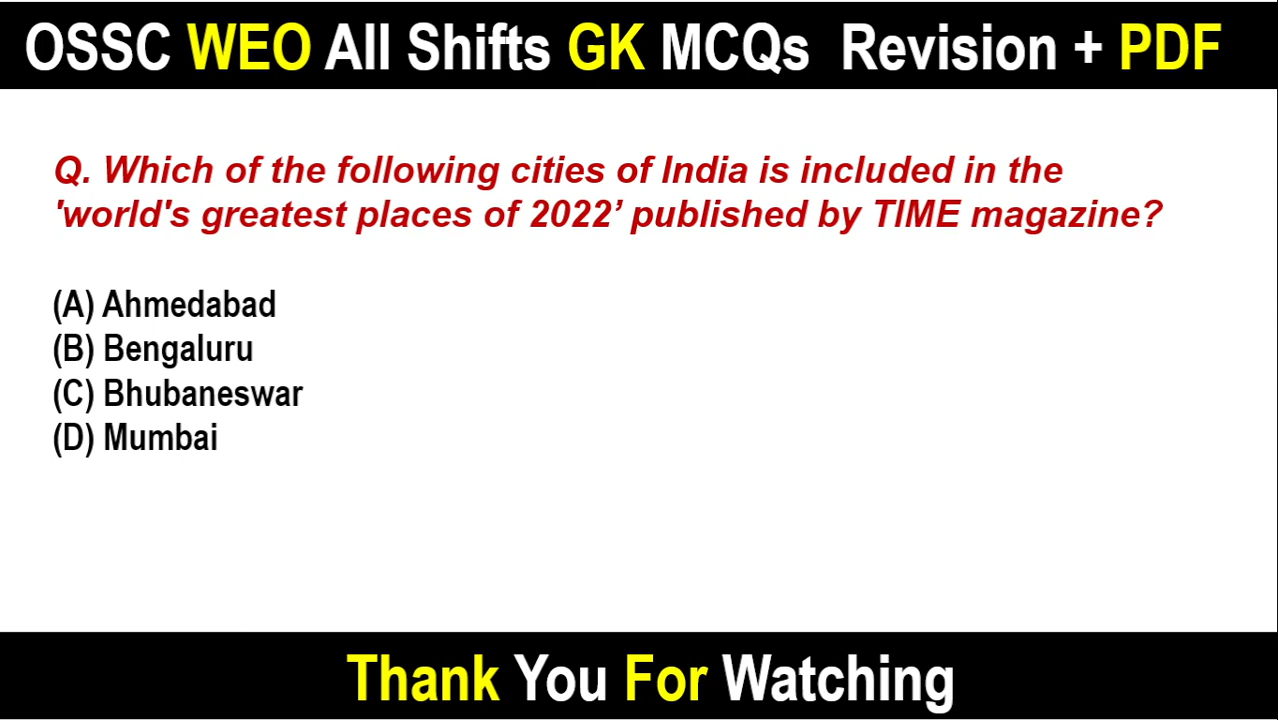 OSSC WEO All Shifts GK MCQs Revision + PDF
Q. Which of the following cities of India is included in the
'world's greatest places of 2022’ published by TIME magazine?
(A) Ahmedabad
(B) Bengaluru
(C) Bhubaneswar
(D) Mumbai
Thank You For Watching